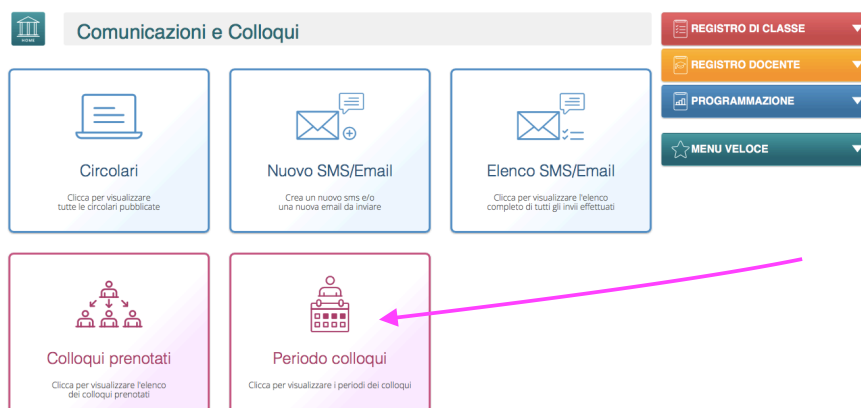 HOME
Comunicazioni e Colloqui
REGISTRO DI CLASSE
REGISTRO DOCENTE
PROGRAMMAZIONE
MENU VELOCE
Circolari
Clicca per visualizzare
tutte le circolari pubblicate
Nuovo SMS/Email
Crea un nuovo sms e/o
una nuova email da inviare
Elenco SMS/Email
Clicca per visualizzare l'elenco
completo di tutti gli invii effettuati
Colloqui prenotati
Clicca per visualizzare l'elenco
dei colloqui prenotati
Periodo colloqui
Clicca per visualizzare i periodi dei colloqui